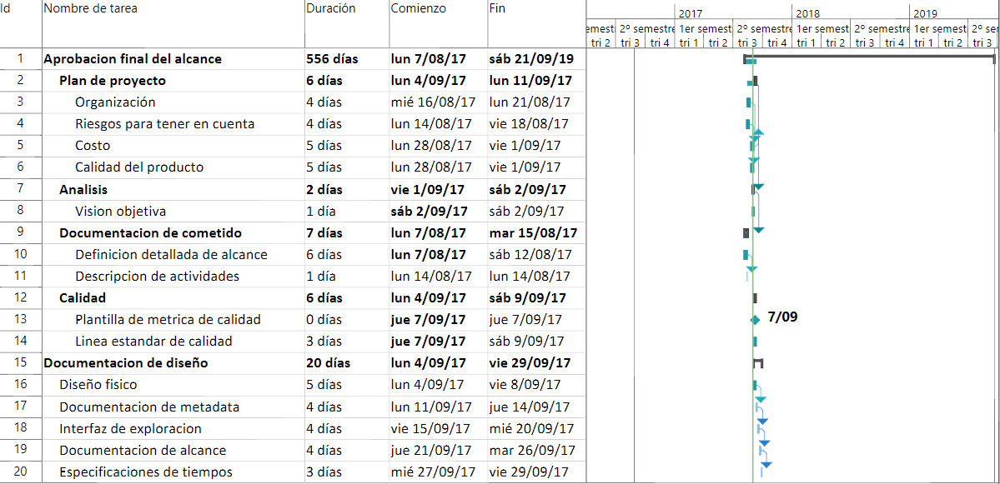 Id Nombre de tarea Duración Comienzo Fin
2017 2018 2019
semest 2º semestre 1er semest 2º semestre 1er semest 2º semestre 1er semest 2º se
tri 2 tri 3 tri 4 tri 1 tri 2 tri 3 tri 4 tri 1 tri 2 tri 3 tri 4 tri 1 tri 2 tri 3
1 Aprobacion final del alcance 556 días lun 7/08/17 sáb 21/09/19
2 Plan de proyecto 6 días lun 4/09/17 lun 11/09/17
3 Organización 4 días mié 16/08/17 lun 21/08/17
4 Riesgos para tener en cuenta 4 días lun 14/08/17 vie 18/08/17
5 Costo 5 días lun 28/08/17 vie 1/09/17
6 Calidad del producto 5 días lun 28/08/17 vie 1/09/17
7 Analisis 2 días vie 1/09/17 sáb 2/09/17
8 Vision objetiva 1 día sáb 2/09/17 sáb 2/09/17
9 Documentacion de cometido 7 días lun 7/08/17 mar 15/08/17
10 Definicion detallada de alcance 6 días lun 7/08/17 sáb 12/08/17
11 Descripcion de actividades 1 día lun 14/08/17 lun 14/08/17
12 Calidad 6 días lun 4/09/17 sáb 9/09/17
13 Plantilla de metrica de calidad 0 días jue 7/09/17 jue 7/09/17 7/09
14 Linea estandar de calidad 3 días jue 7/09/17 sáb 9/09/17
15 Documentacion de diseño 20 días lun 4/09/17 vie 29/09/17
16 Diseño fisico 5 días lun 4/09/17 vie 8/09/17
17 Documentacion de metadata 4 días lun 11/09/17 jue 14/09/17
18 Interfaz de exploracion 4 días vie 15/09/17 mié 20/09/17
19 Documentacion de alcance 4 días jue 21/09/17 mar 26/09/17
20 Especificaciones de tiempos 3 días mié 27/09/17 vie 29/09/17